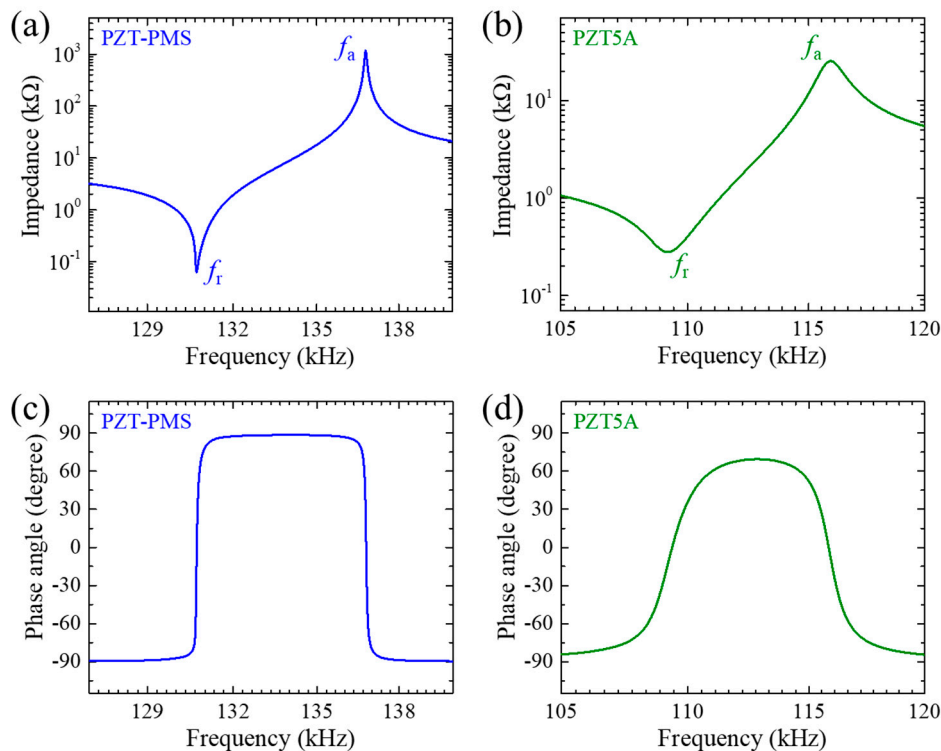 (a)
PZT-PMS
fa
fr
Impedance (kΩ)
10³
10²
10¹
10⁰
10⁻¹
129 132 135 138
Frequency (kHz)
(b)
PZT5A
fa
fr
Impedance (kΩ)
10¹
10⁰
10⁻¹
105 110 115 120
Frequency (kHz)
(c)
PZT-PMS
Phase angle (degree)
90
60
30
0
-30
-60
-90
129 132 135 138
Frequency (kHz)
(d)
PZT5A
Phase angle (degree)
90
60
30
0
-30
-60
-90
105 110 115 120
Frequency (kHz)